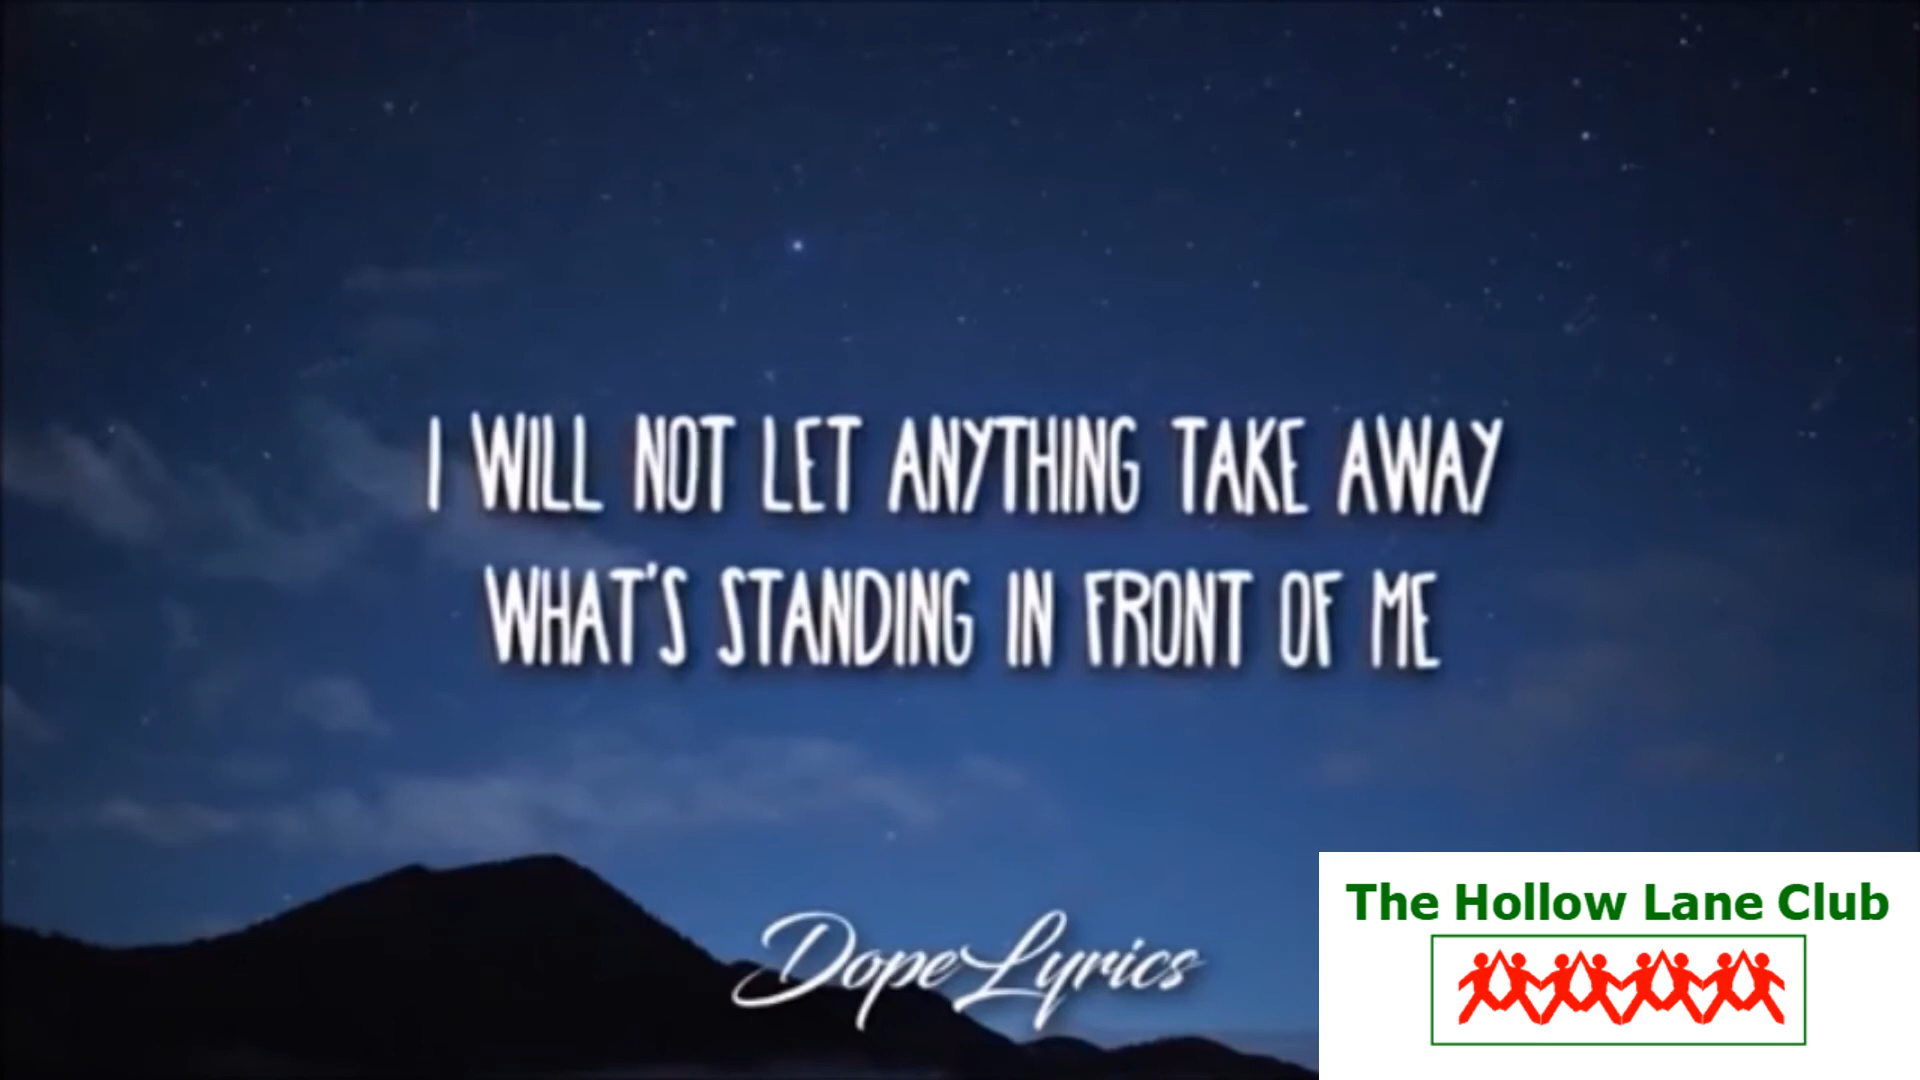 I WILL NOT LET ANYTHING TAKE AWAY
WHAT'S STANDING IN FRONT OF ME
DopeLyrics
The Hollow Lane Club